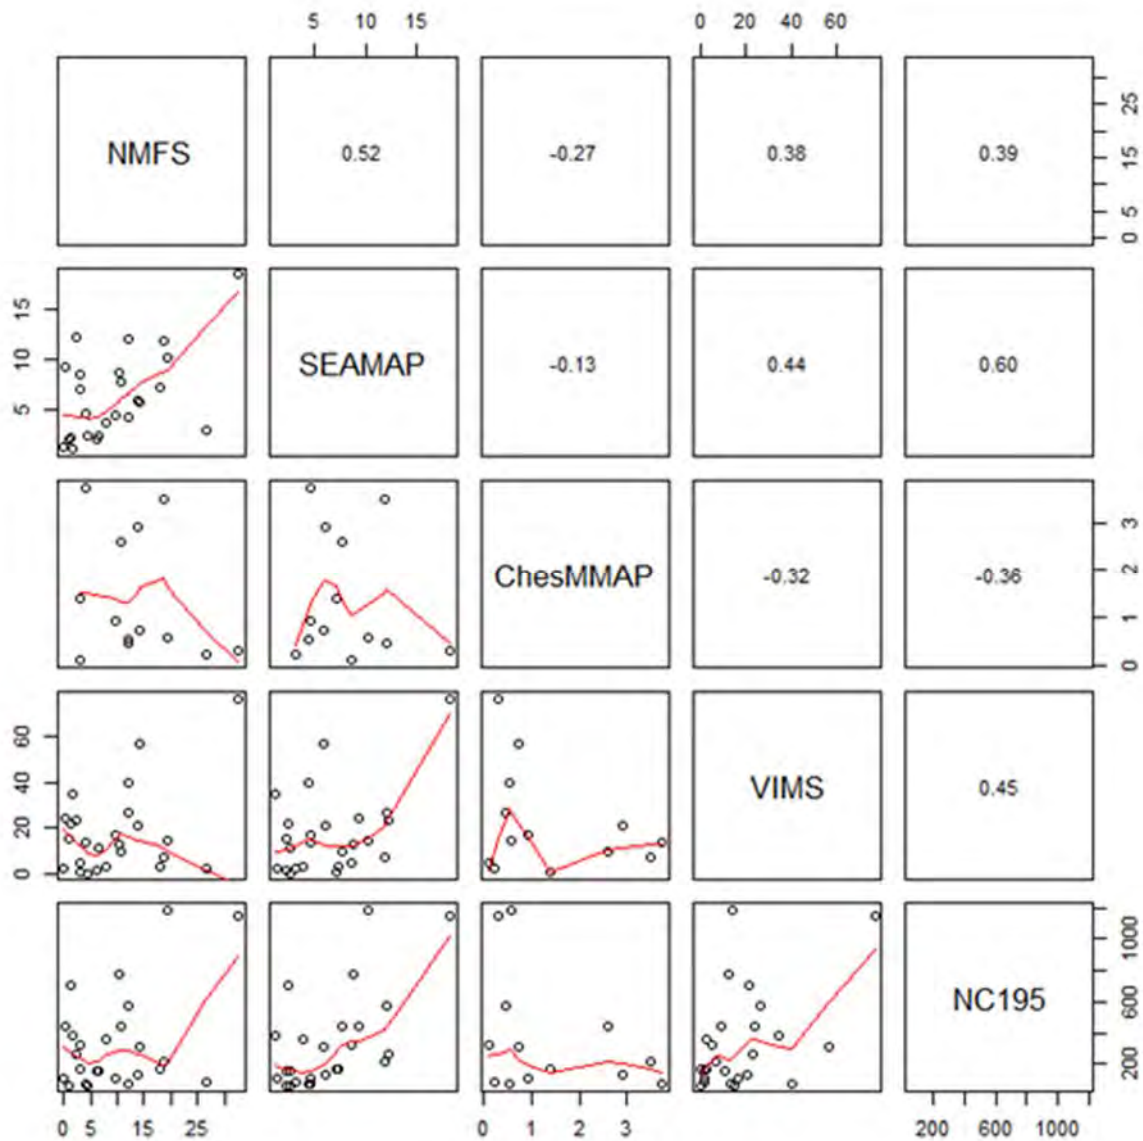 5 10 15 0 20 40 60
NMFS 0.52 -0.27 0.38 0.39 0 5 15 25
5 10 15 SEAMAP -0.13 0.44 0.60
ChesMMAP -0.32 -0.36 0 1 2 3
0 20 40 60 VIMS 0.45
NC195 200 600 1000
0 5 15 25 0 1 2 3 200 600 1000